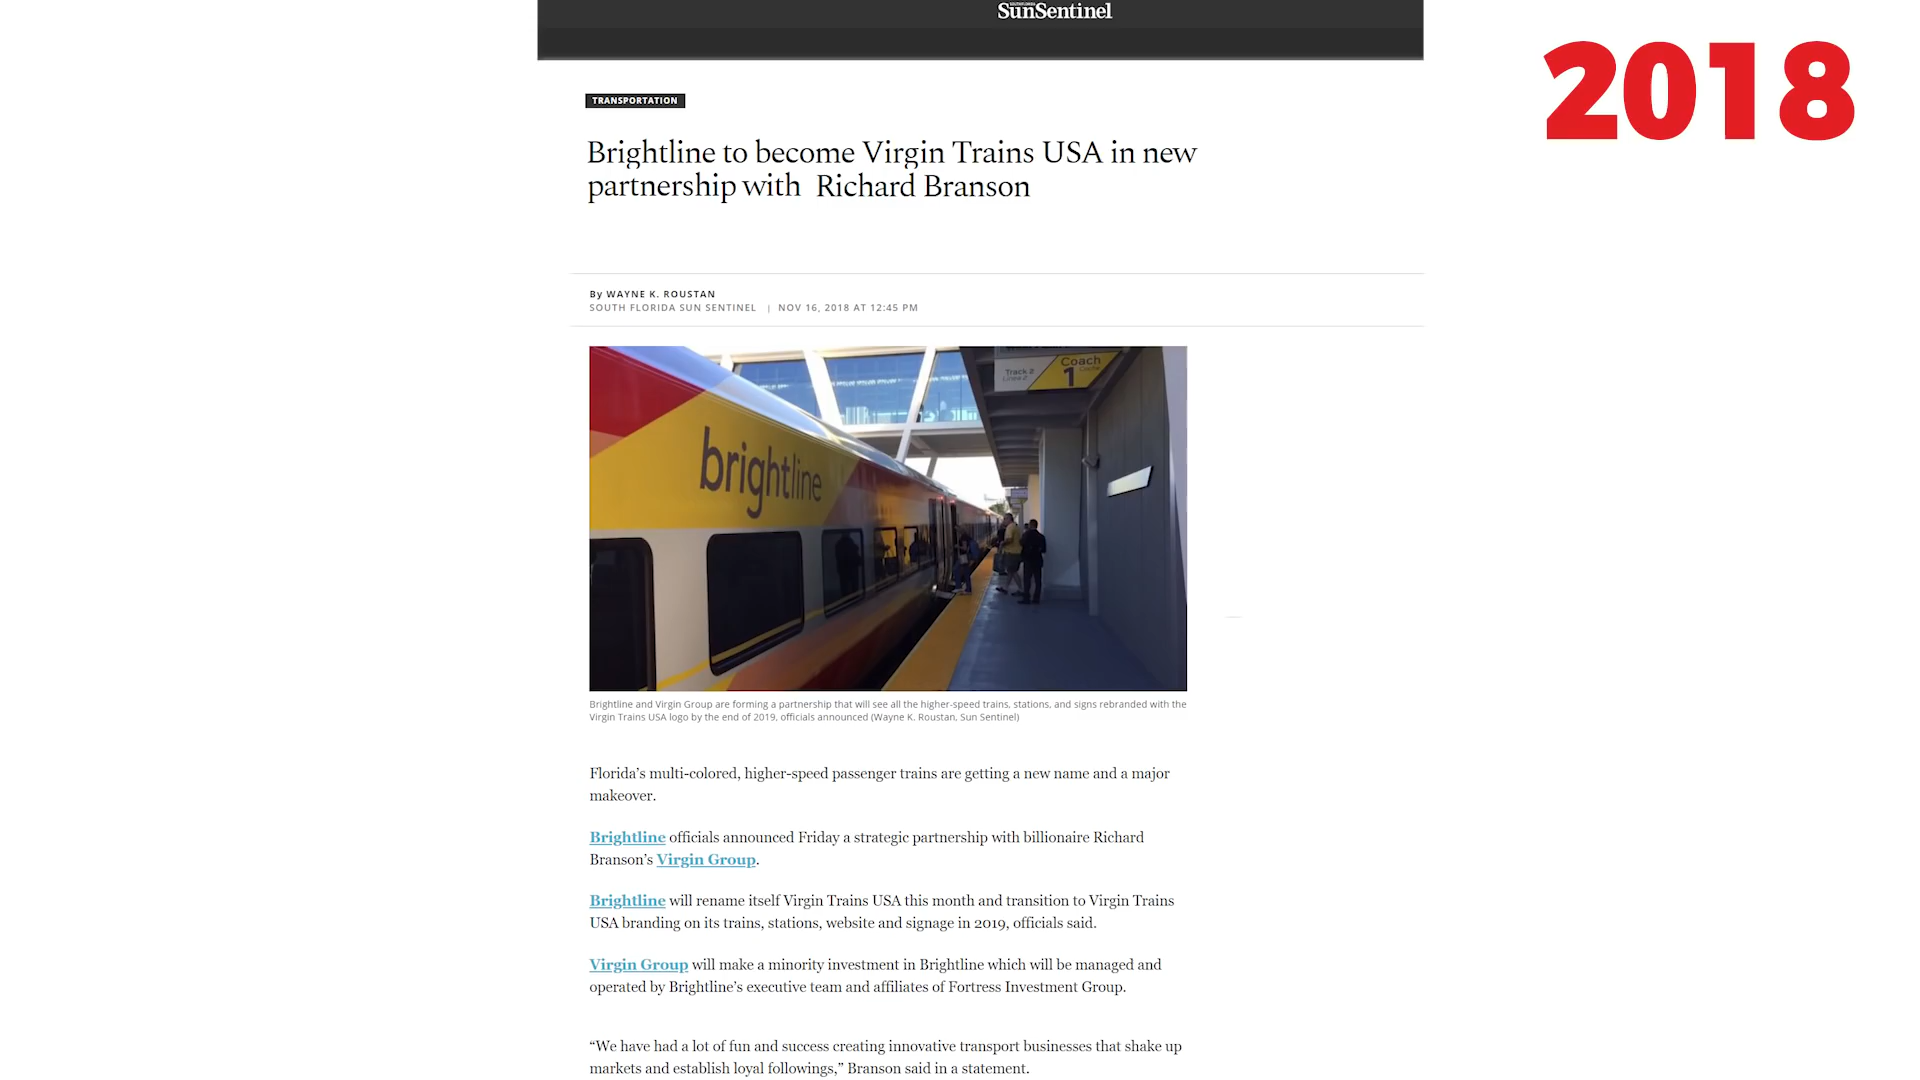 SunSentinel
2018
TRANSPORTATION
Brightline to become Virgin Trains USA in new
partnership with Richard Branson
By WAYNE K. ROUSTAN
SOUTH FLORIDA SUN SENTINEL | NOV 16, 2018 AT 12:45 PM
Coach
Track 2
1
brightline
Brightline and Virgin Group are forming a partnership that will see all the higher-speed trains, stations, and signs rebranded with the
Virgin Trains USA logo by the end of 2019, officials announced (Wayne K. Roustan, Sun Sentinel)
Florida’s multi-colored, higher-speed passenger trains are getting a new name and a major
makeover.
Brightline officials announced Friday a strategic partnership with billionaire Richard
Branson’s Virgin Group.
Brightline will rename itself Virgin Trains USA this month and transition to Virgin Trains
USA branding on its trains, stations, website and signage in 2019, officials said.
Virgin Group will make a minority investment in Brightline which will be managed and
operated by Brightline’s executive team and affiliates of Fortress Investment Group.
“We have had a lot of fun and success creating innovative transport businesses that shake up
markets and establish loyal followings,” Branson said in a statement.